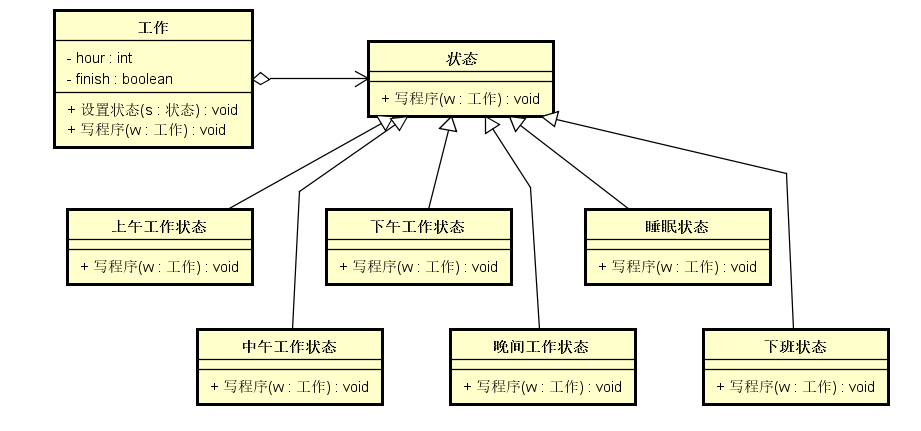 工作
- hour : int
- finish : boolean
+ 设置状态(s : 状态) : void
+ 写程序(w : 工作) : void
状态
+ 写程序(w : 工作) : void
上午工作状态
+ 写程序(w : 工作) : void
下午工作状态
+ 写程序(w : 工作) : void
睡眠状态
+ 写程序(w : 工作) : void
中午工作状态
+ 写程序(w : 工作) : void
晚间工作状态
+ 写程序(w : 工作) : void
下班状态
+ 写程序(w : 工作) : void